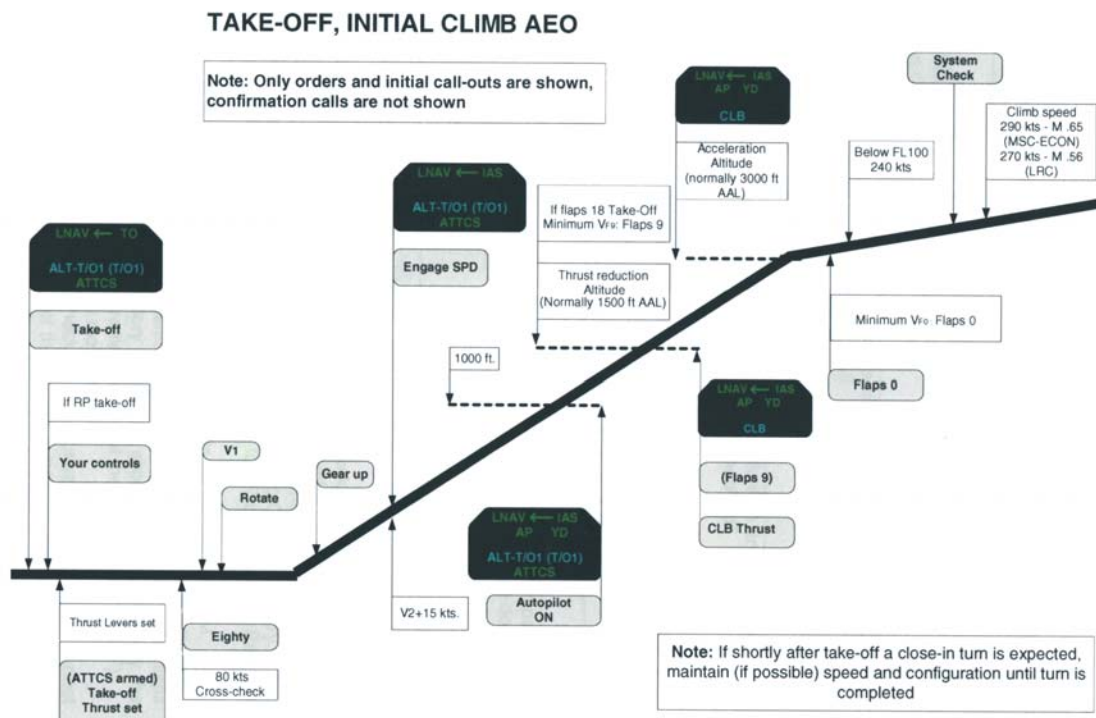 TAKE-OFF, INITIAL CLIMB AEO
Note: Only orders and initial call-outs are shown,
confirmation calls are not shown
LNAV ← TO
ALT-T/O1 (T/O1)
ATTCS
Take-off
If RP take-off
Your controls
Thrust Levers set
(ATTCS armed)
Take-off
Thrust set
V1
Rotate
Eighty
80 kts
Cross-check
Gear up
LNAV ← IAS
ALT-T/O1 (T/O1)
ATTCS
Engage SPD
V2+15 kts.
1000 ft.
LNAV ← IAS
AP YD
ALT-T/O1 (T/O1)
ATTCS
Autopilot
ON
If flaps 18 Take-Off
Minimum VF9: Flaps 9
Thrust reduction
Altitude
(Normally 1500 ft AAL)
LNAV ← IAS
AP YD
CLB
(Flaps 9)
CLB Thrust
LNAV ← IAS
AP YD
CLB
Acceleration
Altitude
(normally 3000 ft
AAL)
Below FL100
240 kts
Minimum VF0: Flaps 0
Flaps 0
System
Check
Climb speed
290 kts - M .65
(MSC-ECON)
270 kts - M .56
(LRC)
Note: If shortly after take-off a close-in turn is expected,
maintain (if possible) speed and configuration until turn is
completed